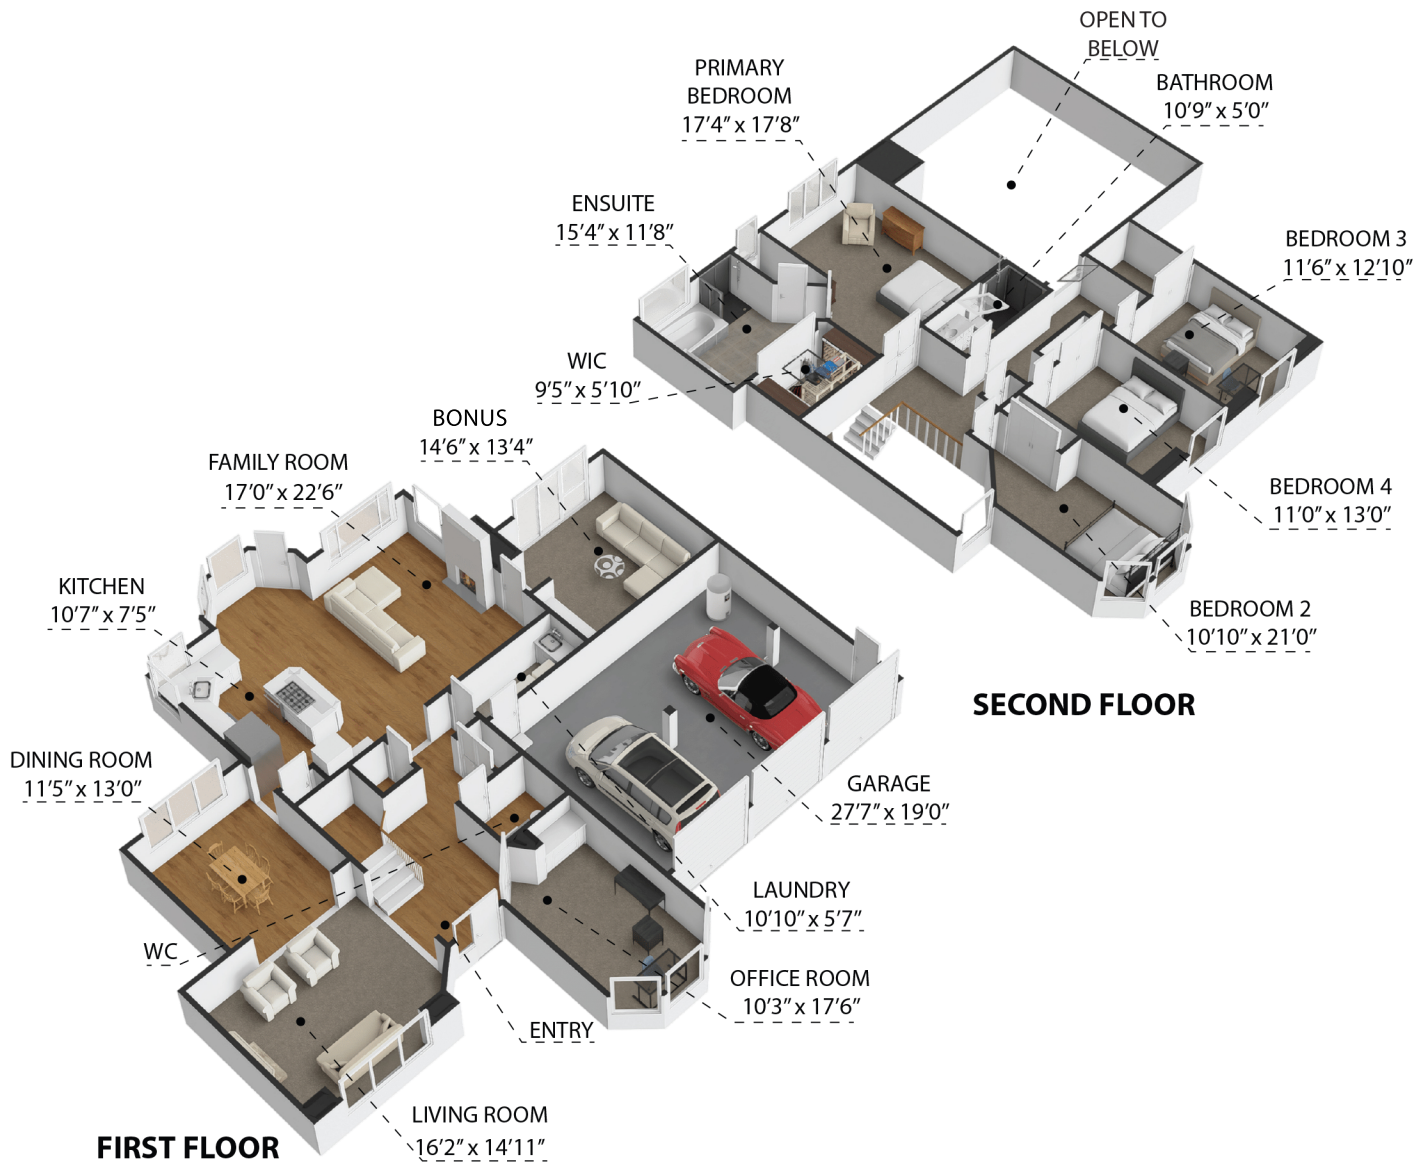 OPEN TO
BELOW
PRIMARY
BEDROOM
17’4” x 17’8”
BATHROOM
10’9” x 5’0”
ENSUITE
15’4” x 11’8”
BEDROOM 3
11’6” x 12’10”
WIC
9’5” x 5’10”
BONUS
14’6” x 13’4”
FAMILY ROOM
17’0” x 22’6”
BEDROOM 4
11’0” x 13’0”
KITCHEN
10’7” x 7’5”
BEDROOM 2
10’10” x 21’0”
SECOND FLOOR
DINING ROOM
11’5” x 13’0”
GARAGE
27’7” x 19’0”
LAUNDRY
10’10” x 5’7”
WC
OFFICE ROOM
10’3” x 17’6”
ENTRY
LIVING ROOM
16’2” x 14’11”
FIRST FLOOR